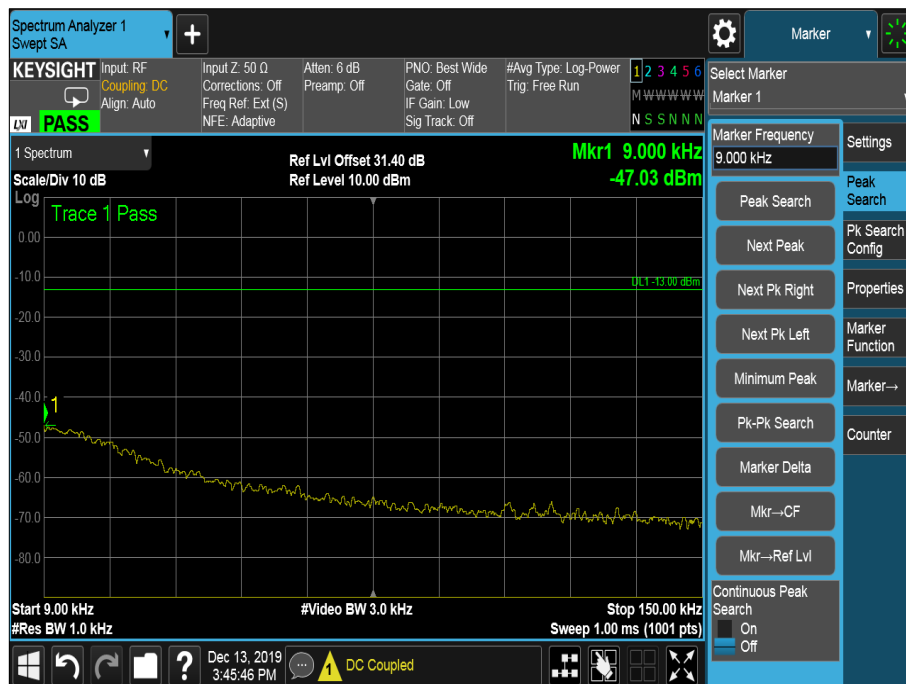 Spectrum Analyzer 1
Swept SA
Marker
KEYSIGHT
LXI
PASS
Input: RF
Coupling: DC
Align: Auto
Input Z: 50 Ω
Corrections: Off
Freq Ref: Ext (S)
NFE: Adaptive
Atten: 6 dB
Preamp: Off
PNO: Best Wide
Gate: Off
IF Gain: Low
Sig Track: Off
#Avg Type: Log-Power
Trig: Free Run
1 2 3 4 5 6
M W W W W W
N S S N N N
Select Marker
Marker 1
1 Spectrum
Scale/Div 10 dB
Ref Lvl Offset 31.40 dB
Ref Level 10.00 dBm
Mkr1 9.000 kHz
-47.03 dBm
Log
Trace 1 Pass
0.00
-10.0
DL1 -13.00 dBm
-20.0
-30.0
-40.0
1
-50.0
-60.0
-70.0
-80.0
Start 9.00 kHz
#Video BW 3.0 kHz
Stop 150.00 kHz
#Res BW 1.0 kHz
Sweep 1.00 ms (1001 pts)
Marker Frequency
9.000 kHz
Peak Search
Next Peak
Next Pk Right
Next Pk Left
Minimum Peak
Pk-Pk Search
Marker Delta
Mkr→CF
Mkr→Ref Lvl
Continuous Peak
Search
On
Off
Settings
Peak
Search
Pk Search
Config
Properties
Marker
Function
Marker→
Counter
?
Dec 13, 2019
3:45:46 PM
1
DC Coupled